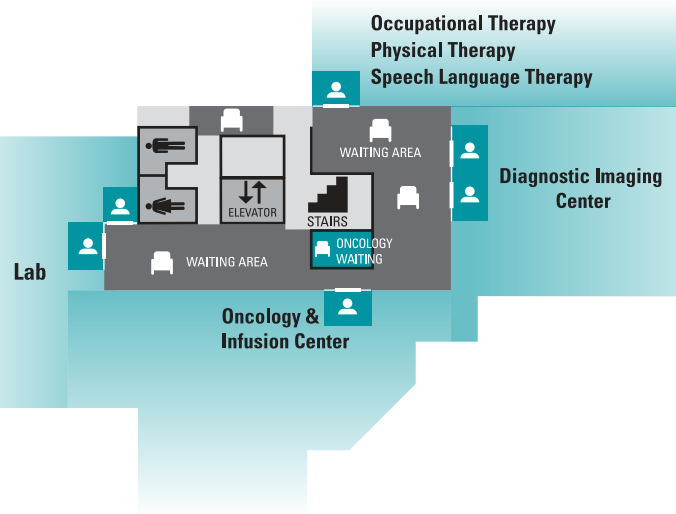 Occupational Therapy
Physical Therapy
Speech Language Therapy
WAITING AREA
Diagnostic Imaging
Center
ELEVATOR
STAIRS
ONCOLOGY
WAITING
WAITING AREA
Lab
Oncology &
Infusion Center